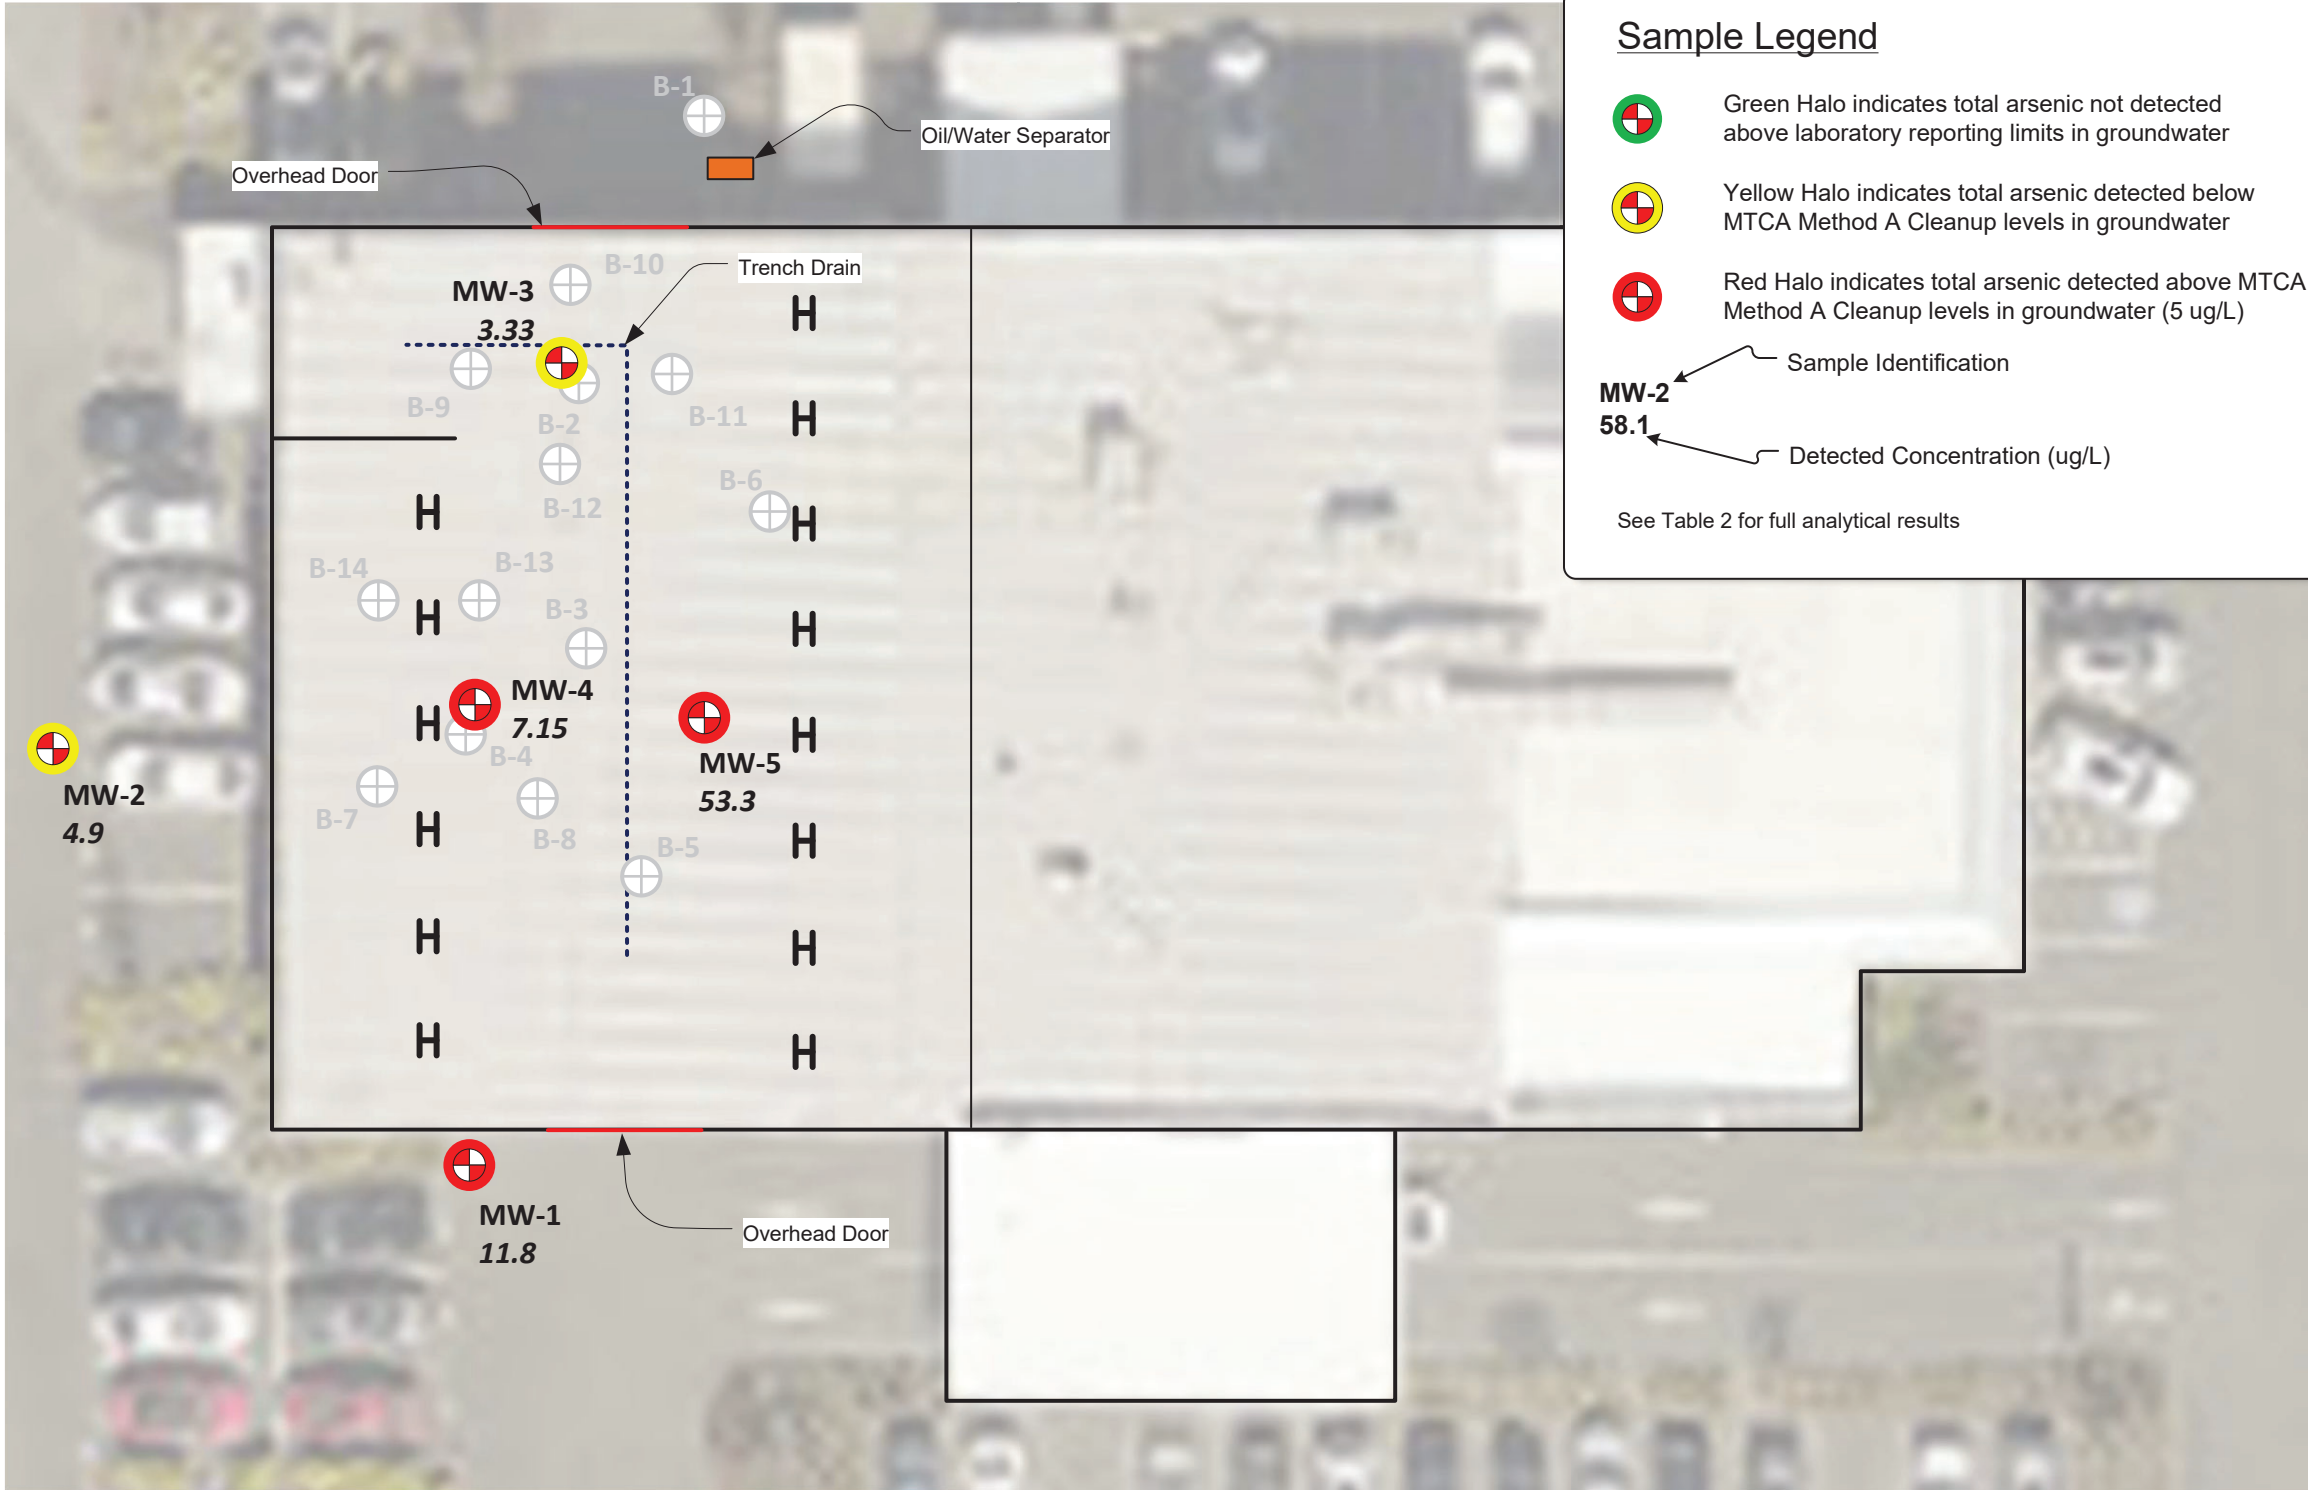 Sample Legend
Green Halo indicates total arsenic not detected
above laboratory reporting limits in groundwater
Yellow Halo indicates total arsenic detected below
MTCA Method A Cleanup levels in groundwater
Red Halo indicates total arsenic detected above MTCA
Method A Cleanup levels in groundwater (5 ug/L)
Sample Identification
MW-2
58.1
Detected Concentration (ug/L)
See Table 2 for full analytical results
B-1
Oil/Water Separator
Overhead Door
B-10
Trench Drain
MW-3
3.33
B-9
B-2
B-11
B-12
B-6
H
H
H
H
H
H
H
H
H
H
H
H
H
H
B-14
B-13
B-3
MW-4
7.15
B-4
MW-5
53.3
MW-2
4.9
B-7
B-8
B-5
MW-1
11.8
Overhead Door